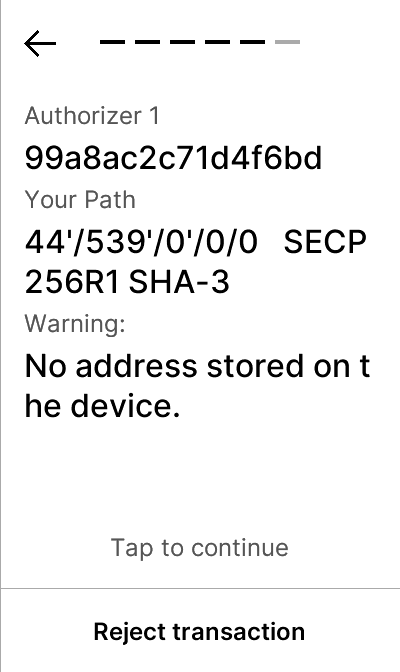 Authorizer 1
99a8ac2c71d4f6bd
Your Path
44'/539'/0'/0/0   SECP
256R1 SHA-3
Warning:
No address stored on t
he device.
Tap to continue
Reject transaction